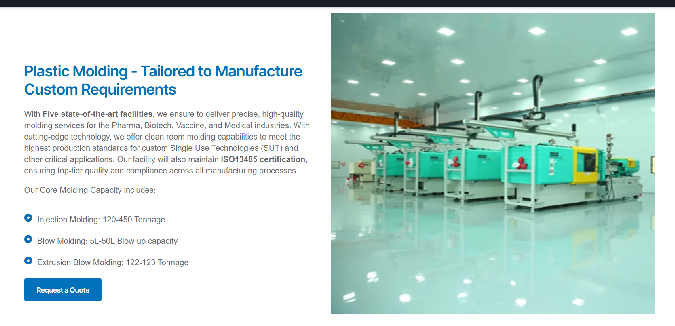 Plastic Molding - Tailored to Manufacture
Custom Requirements
With Five state-of-the-art facilities, we ensure to deliver precise, high-quality
molding services for the Pharma, Biotech, Vaccine, and Medical industries. With
cutting-edge technology, we offer clean room molding capabilities to meet the
highest production standards for custom Single Use Technologies (SUT) and
other critical applications. Our facility will also maintain ISO13485 certification,
ensuring top-tier quality and compliance across all manufacturing processes.
Our Core Molding Capacity includes:
Injection Molding: 120-450 Tonnage
Blow Molding: 5L-50L Blow up capacity
Extrusion Blow Molding: 122-123 Tonnage
Request a Quote